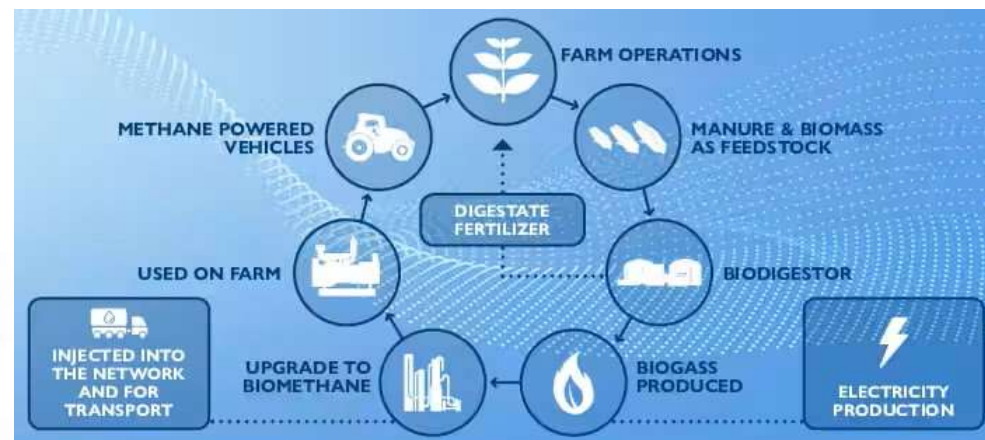 FARM OPERATIONS
METHANE POWERED
VEHICLES
MANURE & BIOMASS
AS FEEDSTOCK
DIGESTATE
FERTILIZER
USED ON FARM
BIODIGESTOR
INJECTED INTO
THE NETWORK
AND FOR
TRANSPORT
UPGRADE TO
BIOMETHANE
BIOGASS
PRODUCED
ELECTRICITY
PRODUCTION